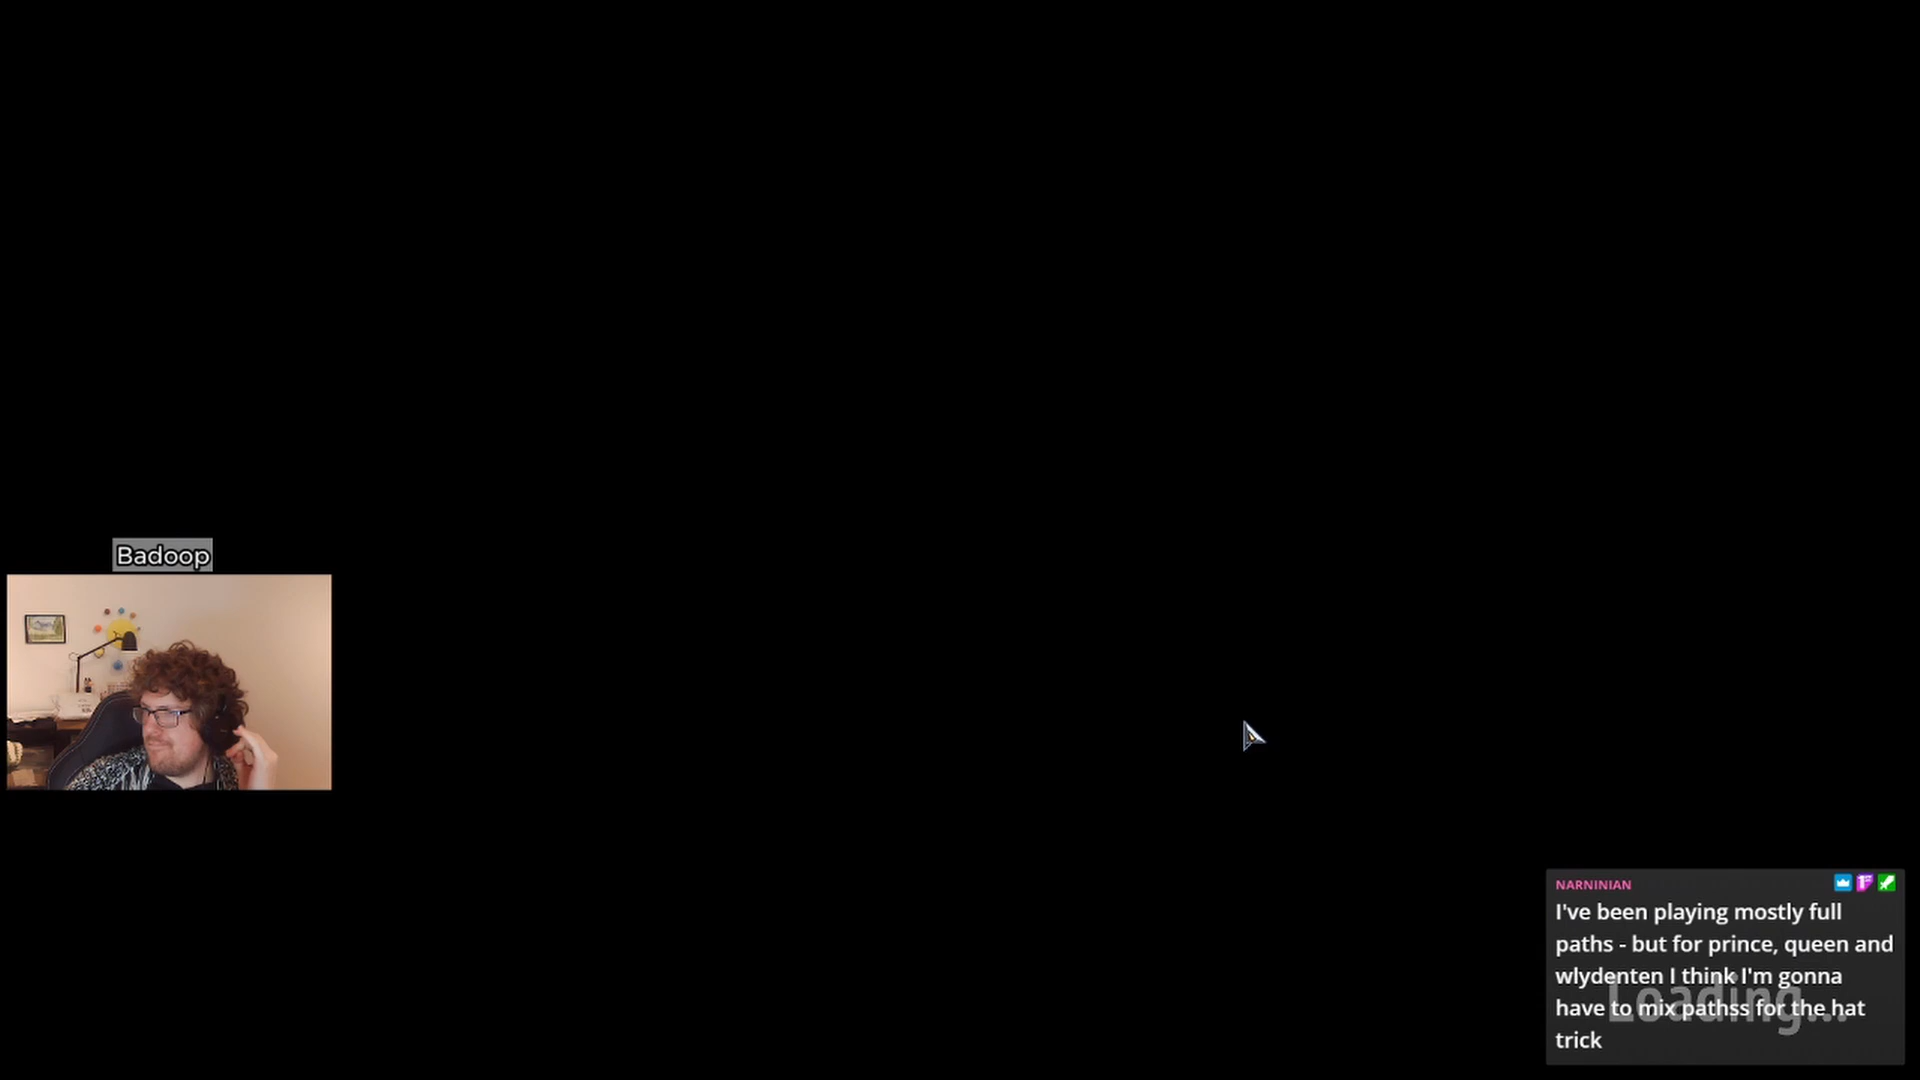 Badoop
NARNINIAN
I've been playing mostly full
paths - but for prince, queen and
wlydenten I think I'm gonna
have to mix pathss for the hat
trick
Loading...